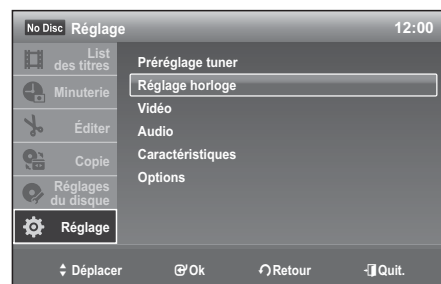 No Disc Réglage 12:00
List
des titres
Minuterie
Éditer
Copie
Réglages
du disque
Réglage
Préréglage tuner
Réglage horloge
Vidéo
Audio
Caractéristiques
Options
Déplacer Ok Retour Quit.